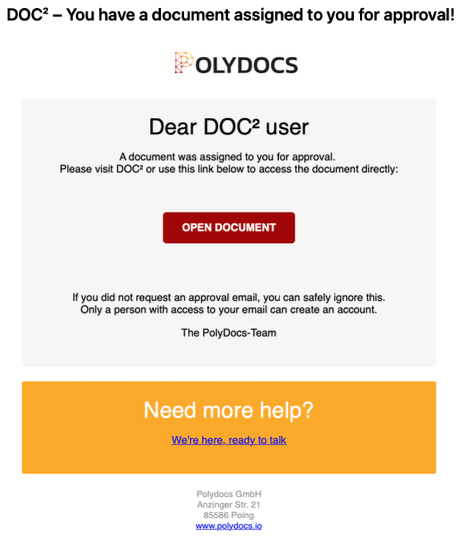 DOC² – You have a document assigned to you for approval!
POLYDOCS
Dear DOC² user
A document was assigned to you for approval.
Please visit DOC² or use this link below to access the document directly:
OPEN DOCUMENT
If you did not request an approval email, you can safely ignore this.
Only a person with access to your email can create an account.
The PolyDocs-Team
Need more help?
We're here, ready to talk
Polydocs GmbH
Anzinger Str. 21
85586 Poing
www.polydocs.io